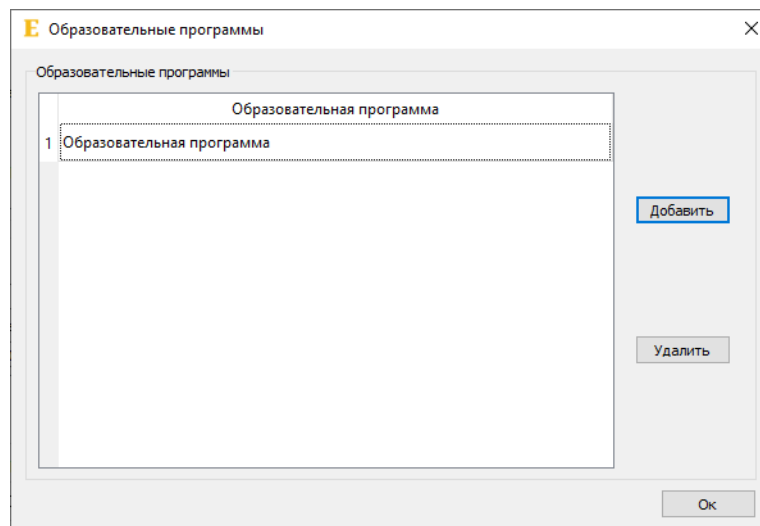 E Образовательные программы
Образовательные программы
Образовательная программа
1 Образовательная программа
Добавить
Удалить
Ок